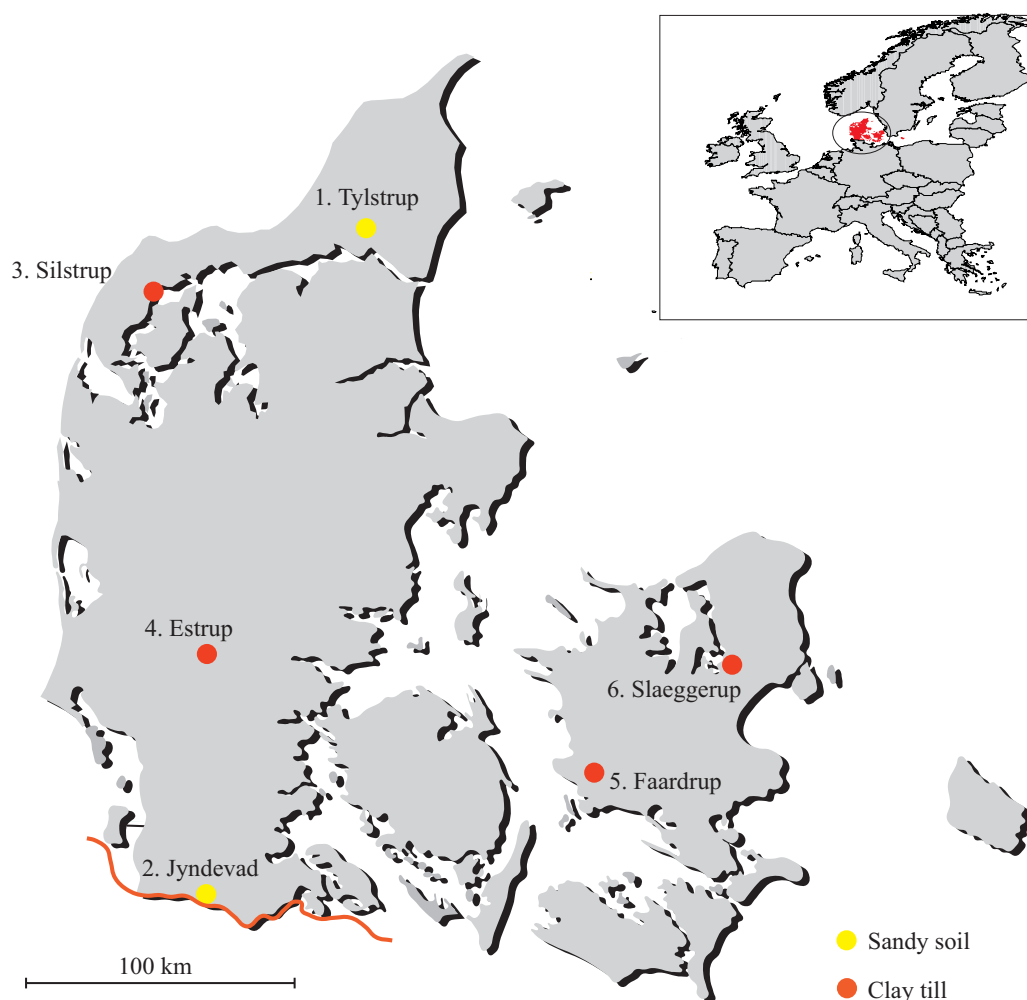 1. Tylstrup
3. Silstrup
4. Estrup
6. Slaeggerup
5. Faardrup
2. Jyndevad
100 km
Sandy soil
Clay till